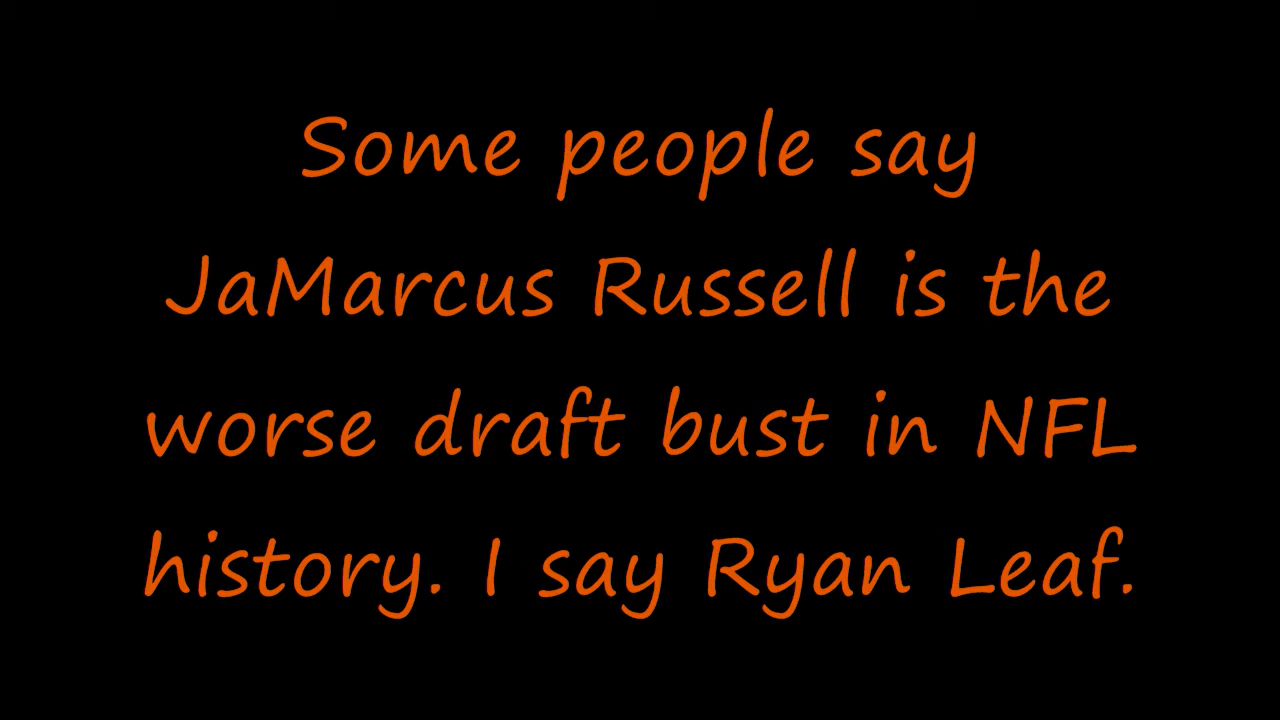 Some people say
JaMarcus Russell is the
worse draft bust in NFL
history. I say Ryan Leaf.